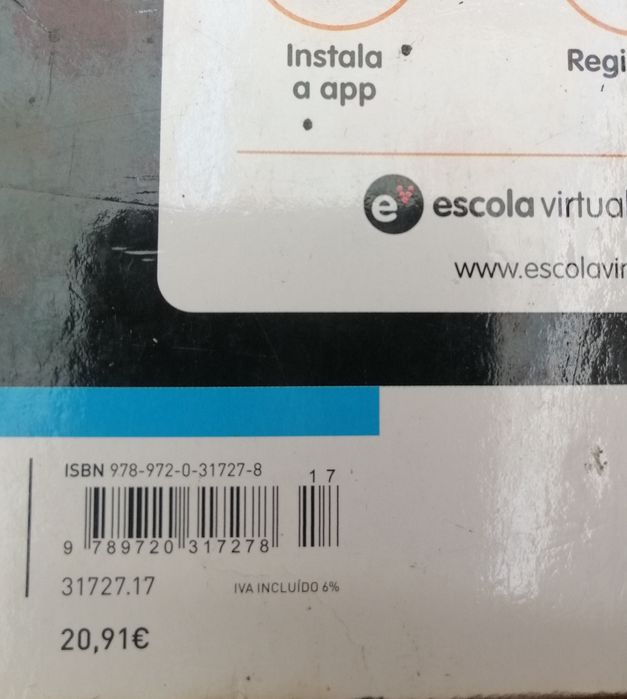 Instala
a app
Regi
e escola virtual
www.escolavir
ISBN 978-972-0-31727-8
17
9 789720 317278
31727.17
IVA INCLUÍDO 6%
20,91€